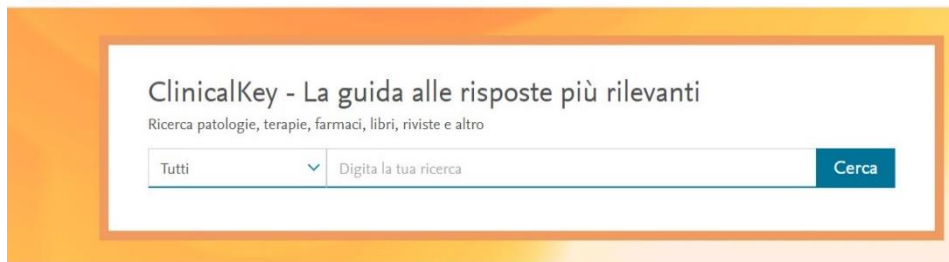 ClinicalKey - La guida alle risposte più rilevanti
Ricerca patologie, terapie, farmaci, libri, riviste e altro
Tutti Digita la tua ricerca Cerca